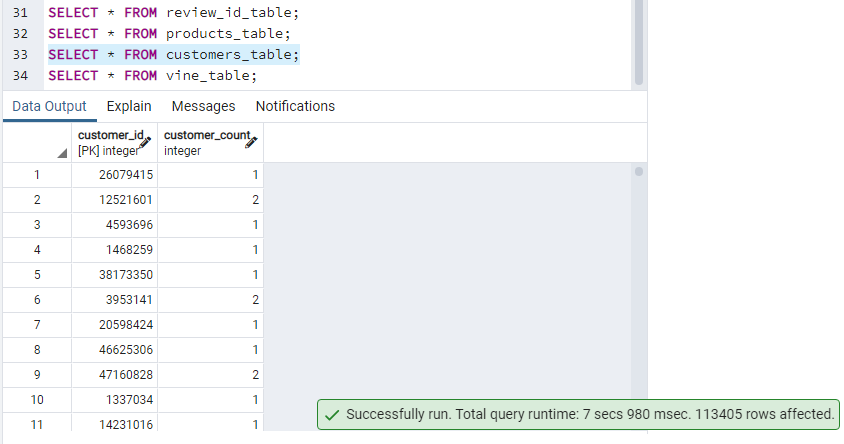 31 SELECT * FROM review_id_table;
32 SELECT * FROM products_table;
33 SELECT * FROM customers_table;
34 SELECT * FROM vine_table;
Data Output Explain Messages Notifications
customer_id customer_count
[PK] integer integer
1 26079415 1
2 12521601 2
3 4593696 1
4 1468259 1
5 38173350 1
6 3953141 2
7 20598424 1
8 46625306 1
9 47160828 2
10 1337034 1
11 14231016 1
Successfully run. Total query runtime: 7 secs 980 msec. 113405 rows affected.